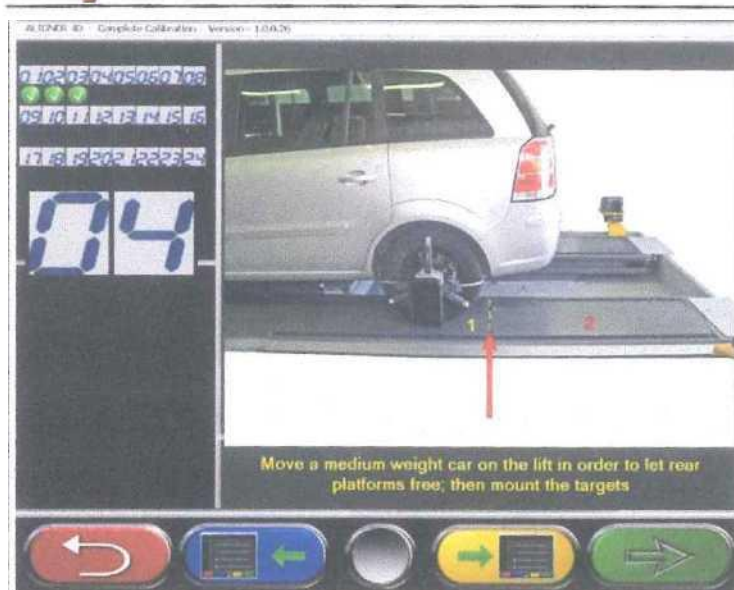 ALIGNER 4D - Complete Calibration - Version - 1.0.0.26
01 02 03 04 05 06 07 08
09 10 11 12 13 14 15 16
17 18 19 20 21 22 23 24
04
1 2
Move a medium weight car on the lift in order to let rear
platforms free; then mount the targets